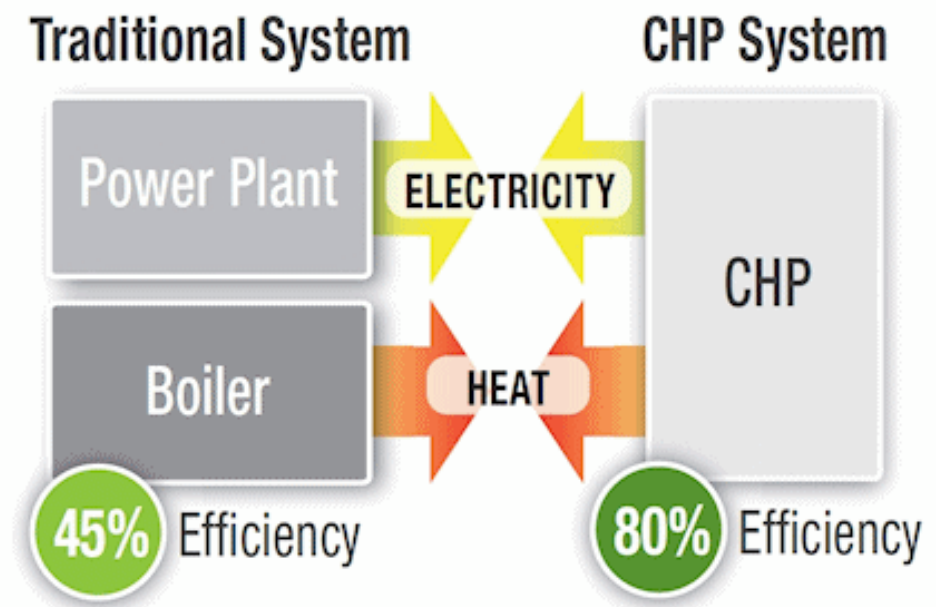 Traditional System
CHP System
Power Plant
ELECTRICITY
CHP
Boiler
HEAT
45% Efficiency
80% Efficiency